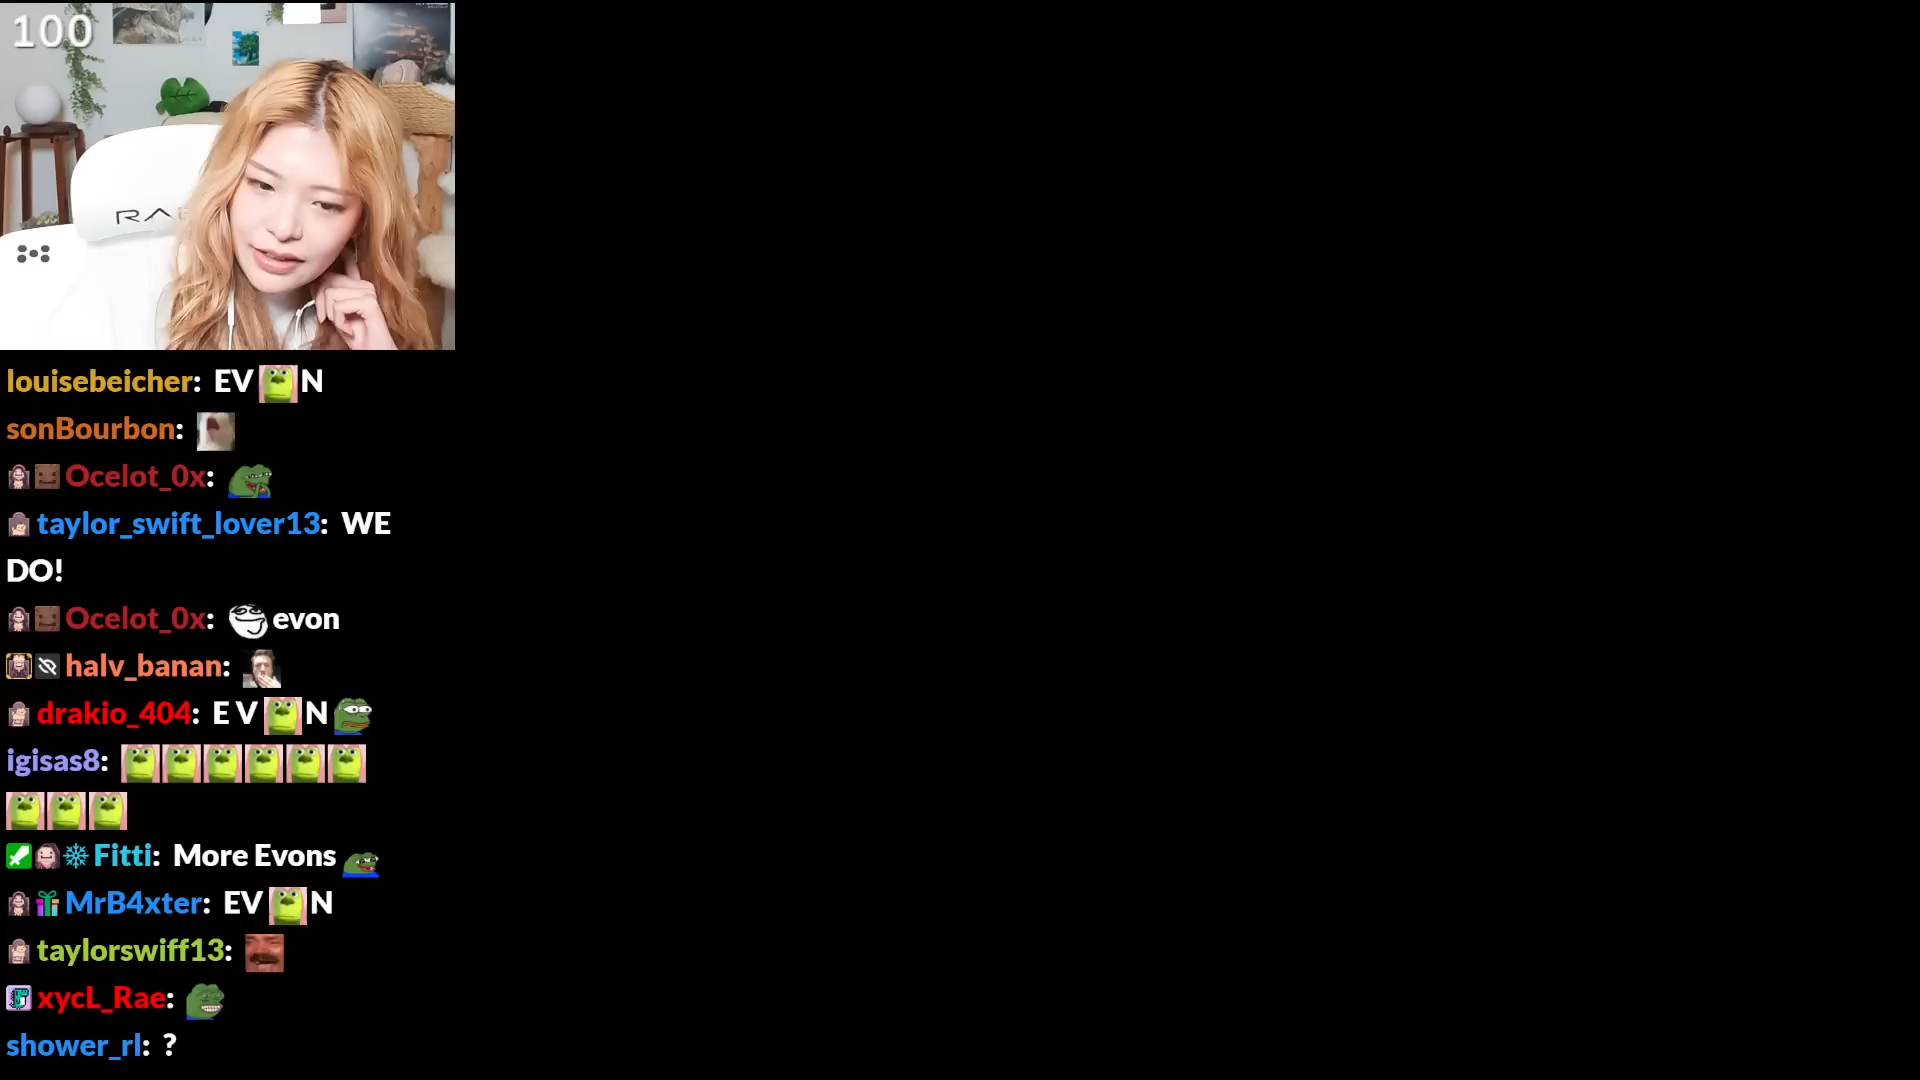 100
RA
louisebeicher: EV N
sonBourbon:
Ocelot_0x:
taylor_swift_lover13: WE
DO!
Ocelot_0x: evon
halv_banan:
drakio_404: E V N
igisas8:
Fitti: More Evons
MrB4xter: EV N
taylorswiff13:
xycL_Rae:
shower_rl: ?